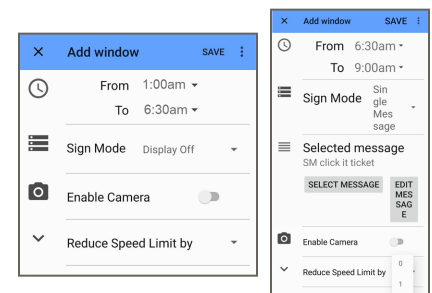 Add window SAVE
From 1:00am
To 6:30am
Sign Mode Display Off
Enable Camera
Reduce Speed Limit by
Add window SAVE
From 6:30am
To 9:00am
Sign Mode Sin
gle
Mes
sage
Selected message
SM click it ticket
SELECT MESSAGE EDIT
MES
SAG
E
Enable Camera
0
Reduce Speed Limit by
1